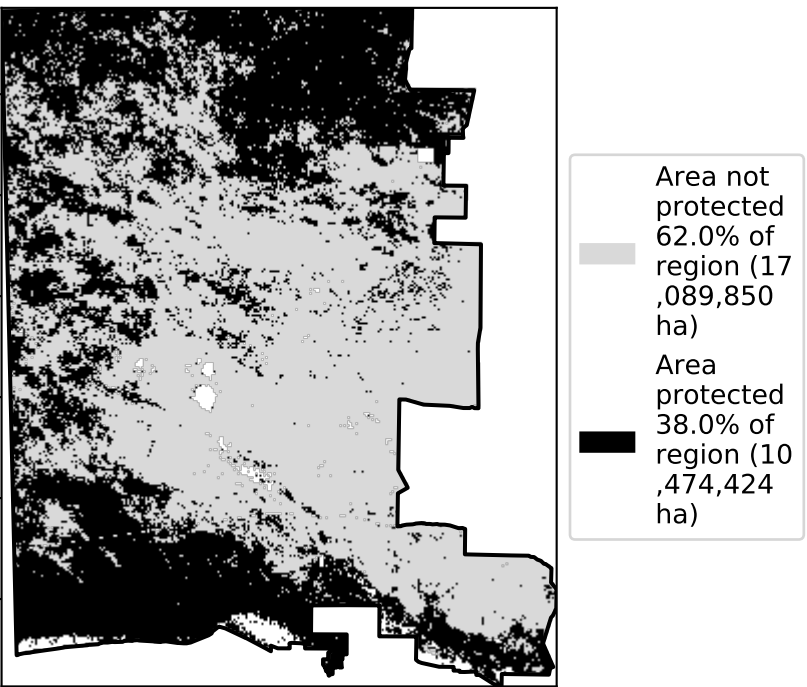 Area not
protected
62.0% of
region (17
,089,850
ha)
Area
protected
38.0% of
region (10
,474,424
ha)